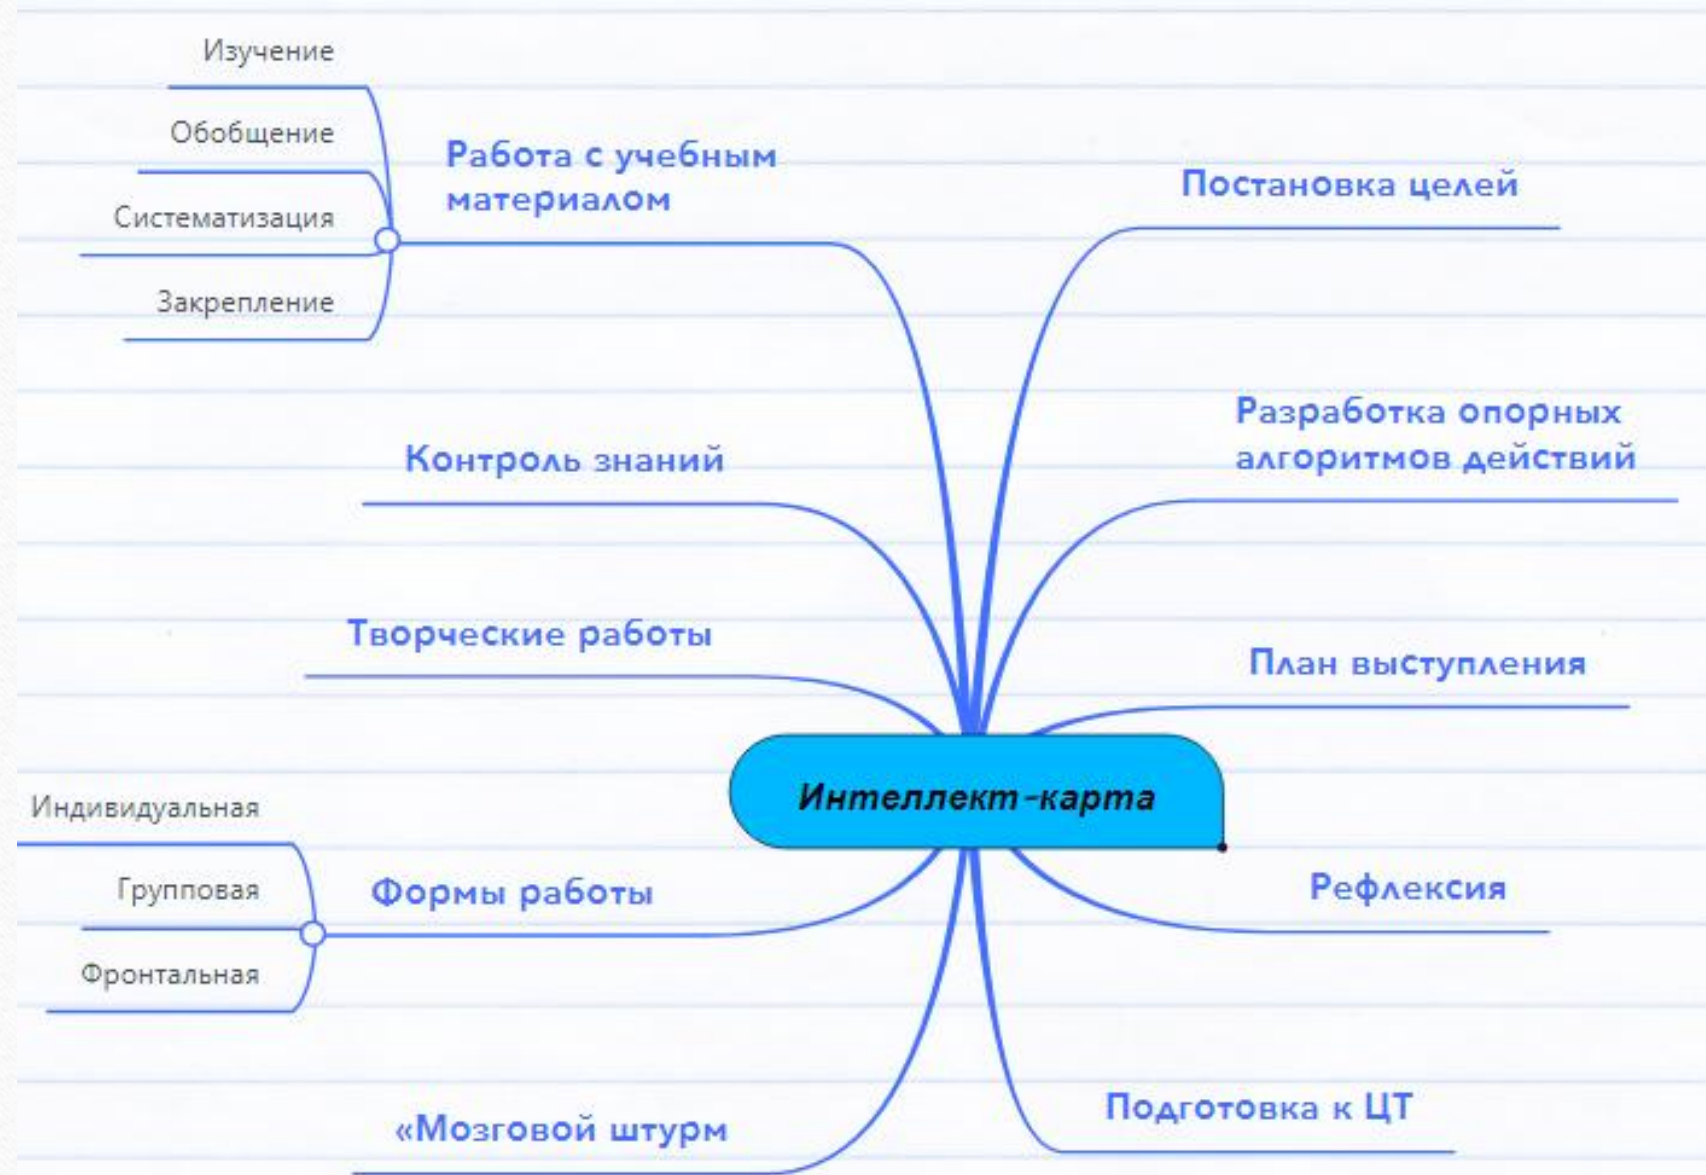 Изучение
Обобщение
Систематизация
Закрепление
Работа с учебным
материалом
Контроль знаний
Творческие работы
Индивидуальная
Групповая
Фронтальная
Формы работы
«Мозговой штурм
Интеллект-карта
Постановка целей
Разработка опорных
алгоритмов действий
План выступления
Рефлексия
Подготовка к ЦТ